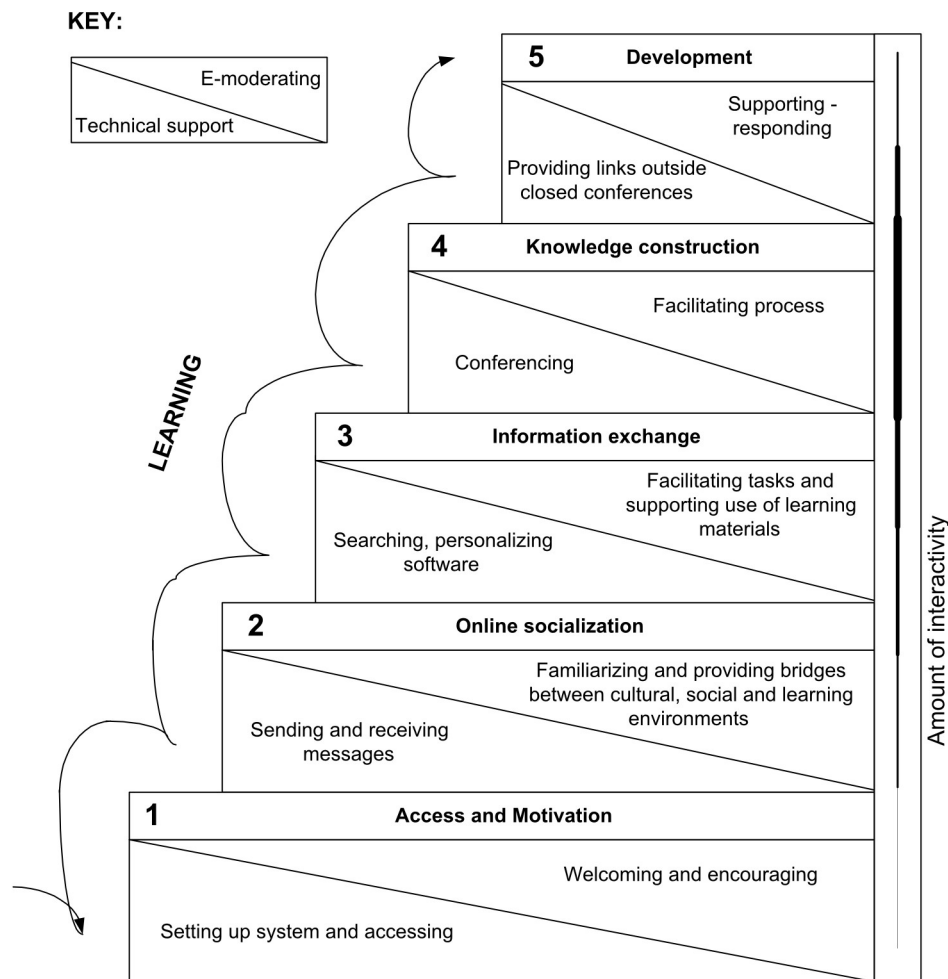 KEY:
E-moderating
Technical support
5 Development
Supporting -
responding
Providing links outside
closed conferences
4 Knowledge construction
Facilitating process
Conferencing
LEARNING
3 Information exchange
Facilitating tasks and
supporting use of learning
materials
Searching, personalizing
software
2 Online socialization
Familiarizing and providing bridges
between cultural, social and learning
environments
Sending and receiving
messages
1 Access and Motivation
Welcoming and encouraging
Setting up system and accessing
Amount of interactivity